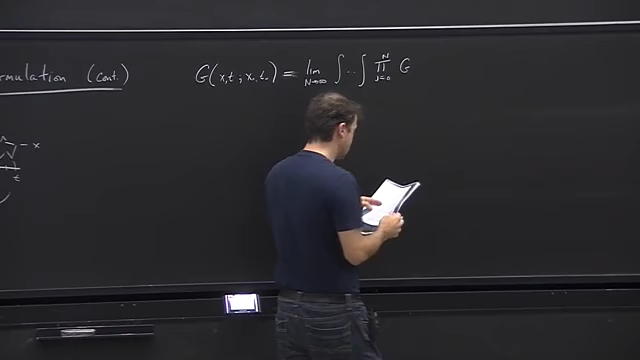 rmulation (cont.)
G(x,t; x₀ t₀) = lim N→∞ ∫ ·· ∫ ∏ j=0 N G
x
t